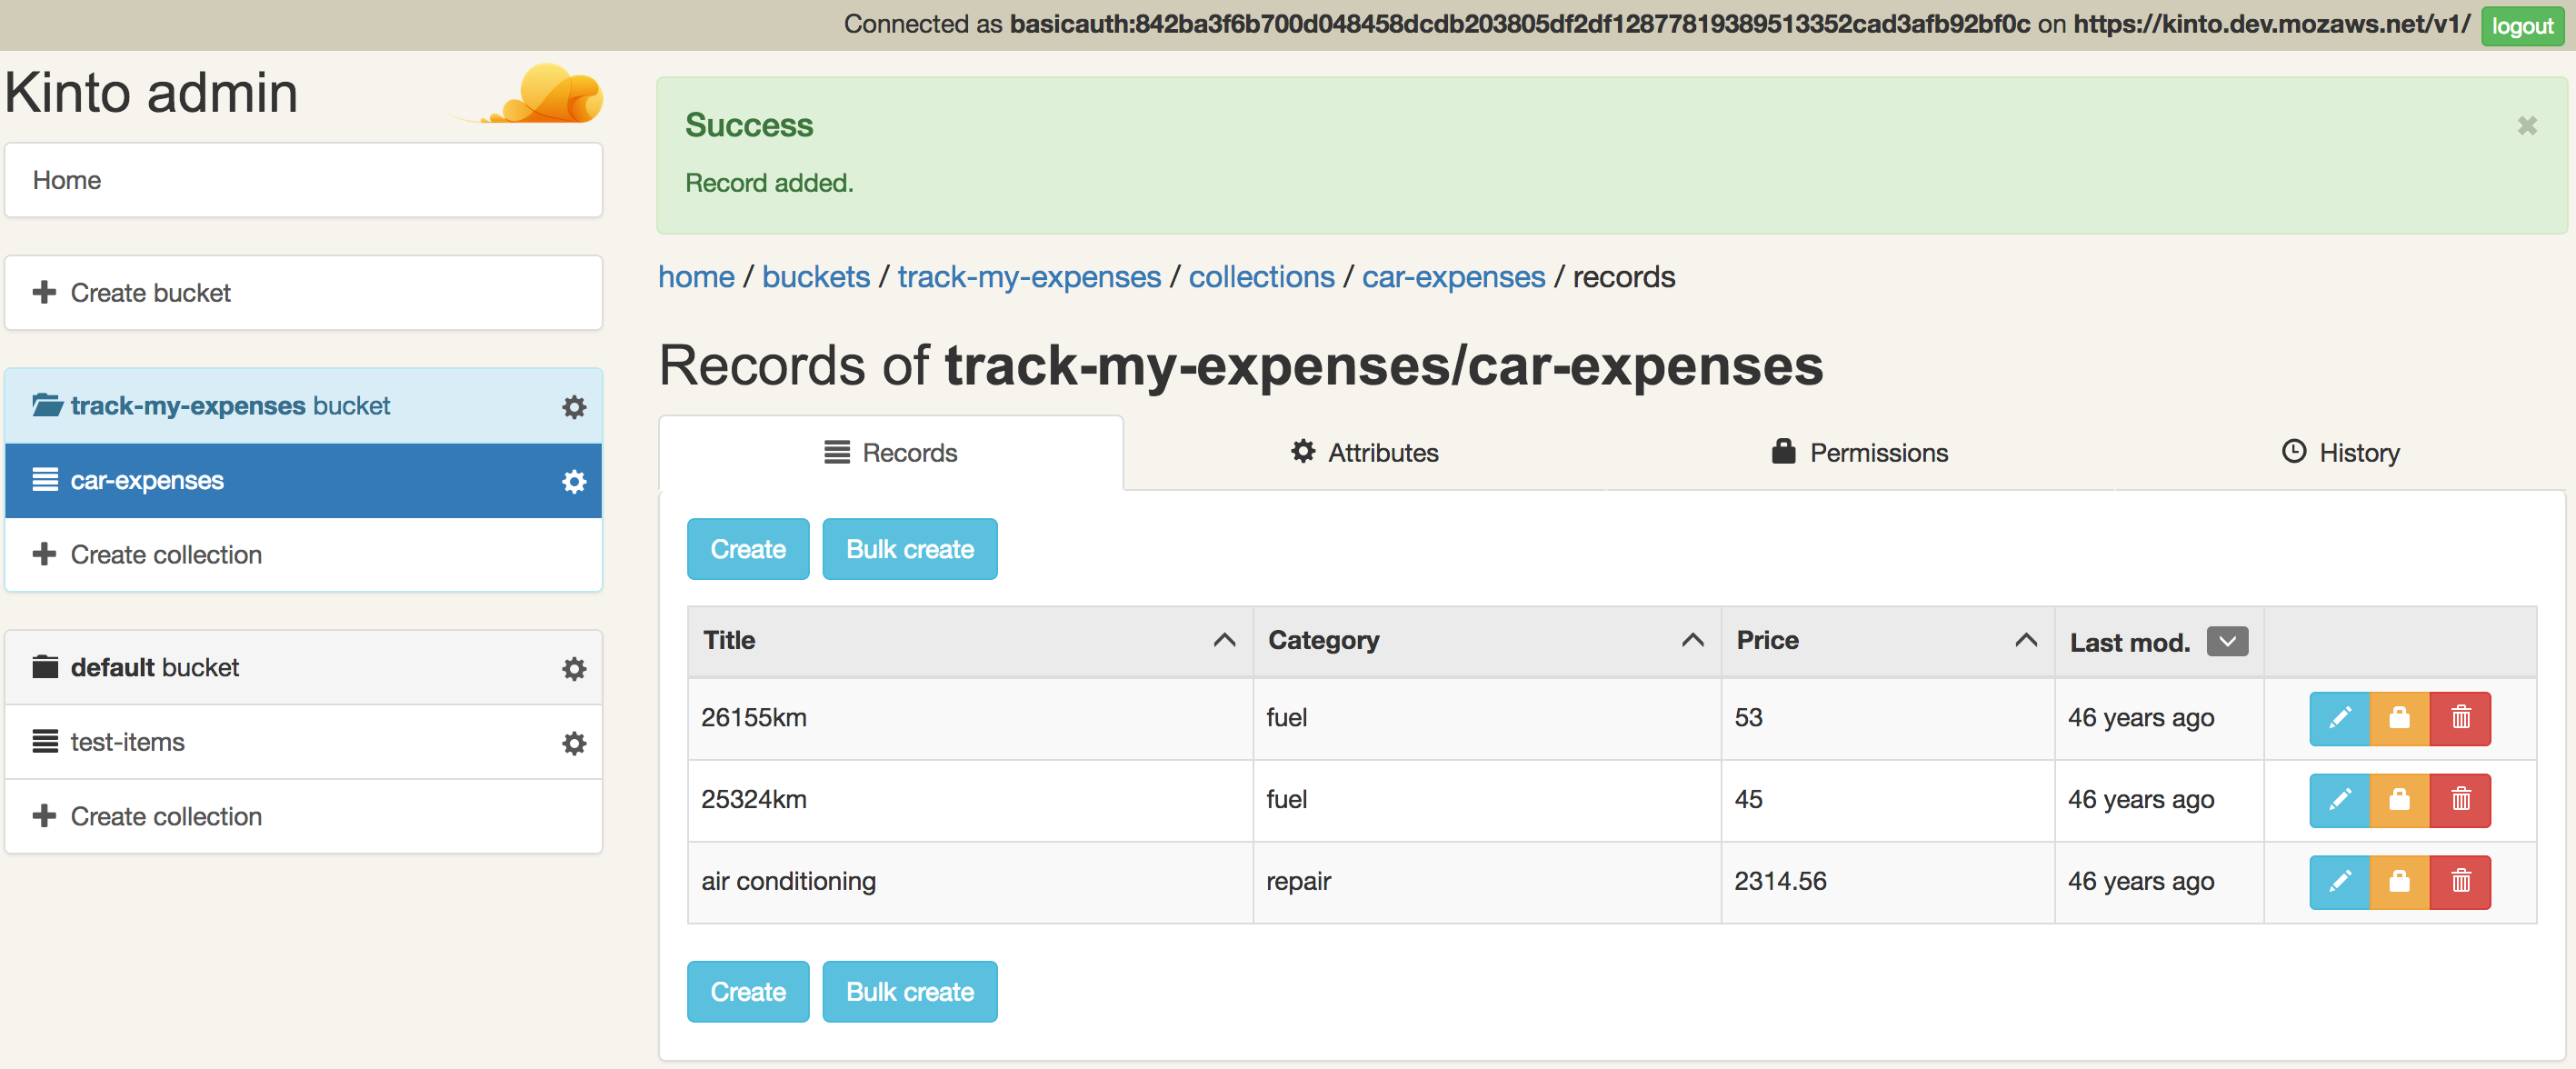 Connected as basicauth:842ba3f6b700d048458dcdb203805df2df12877819389513352cad3afb92bf0c on https://kinto.dev.mozaws.net/v1/ logout
Kinto admin
Home
Create bucket
track-my-expenses bucket
car-expenses
Create collection
default bucket
test-items
Create collection
Success
Record added.
home / buckets / track-my-expenses / collections / car-expenses / records
Records of track-my-expenses/car-expenses
Records Attributes Permissions History
Create Bulk create
Title Category Price Last mod.
26155km fuel 53 46 years ago
25324km fuel 45 46 years ago
air conditioning repair 2314.56 46 years ago
Create Bulk create